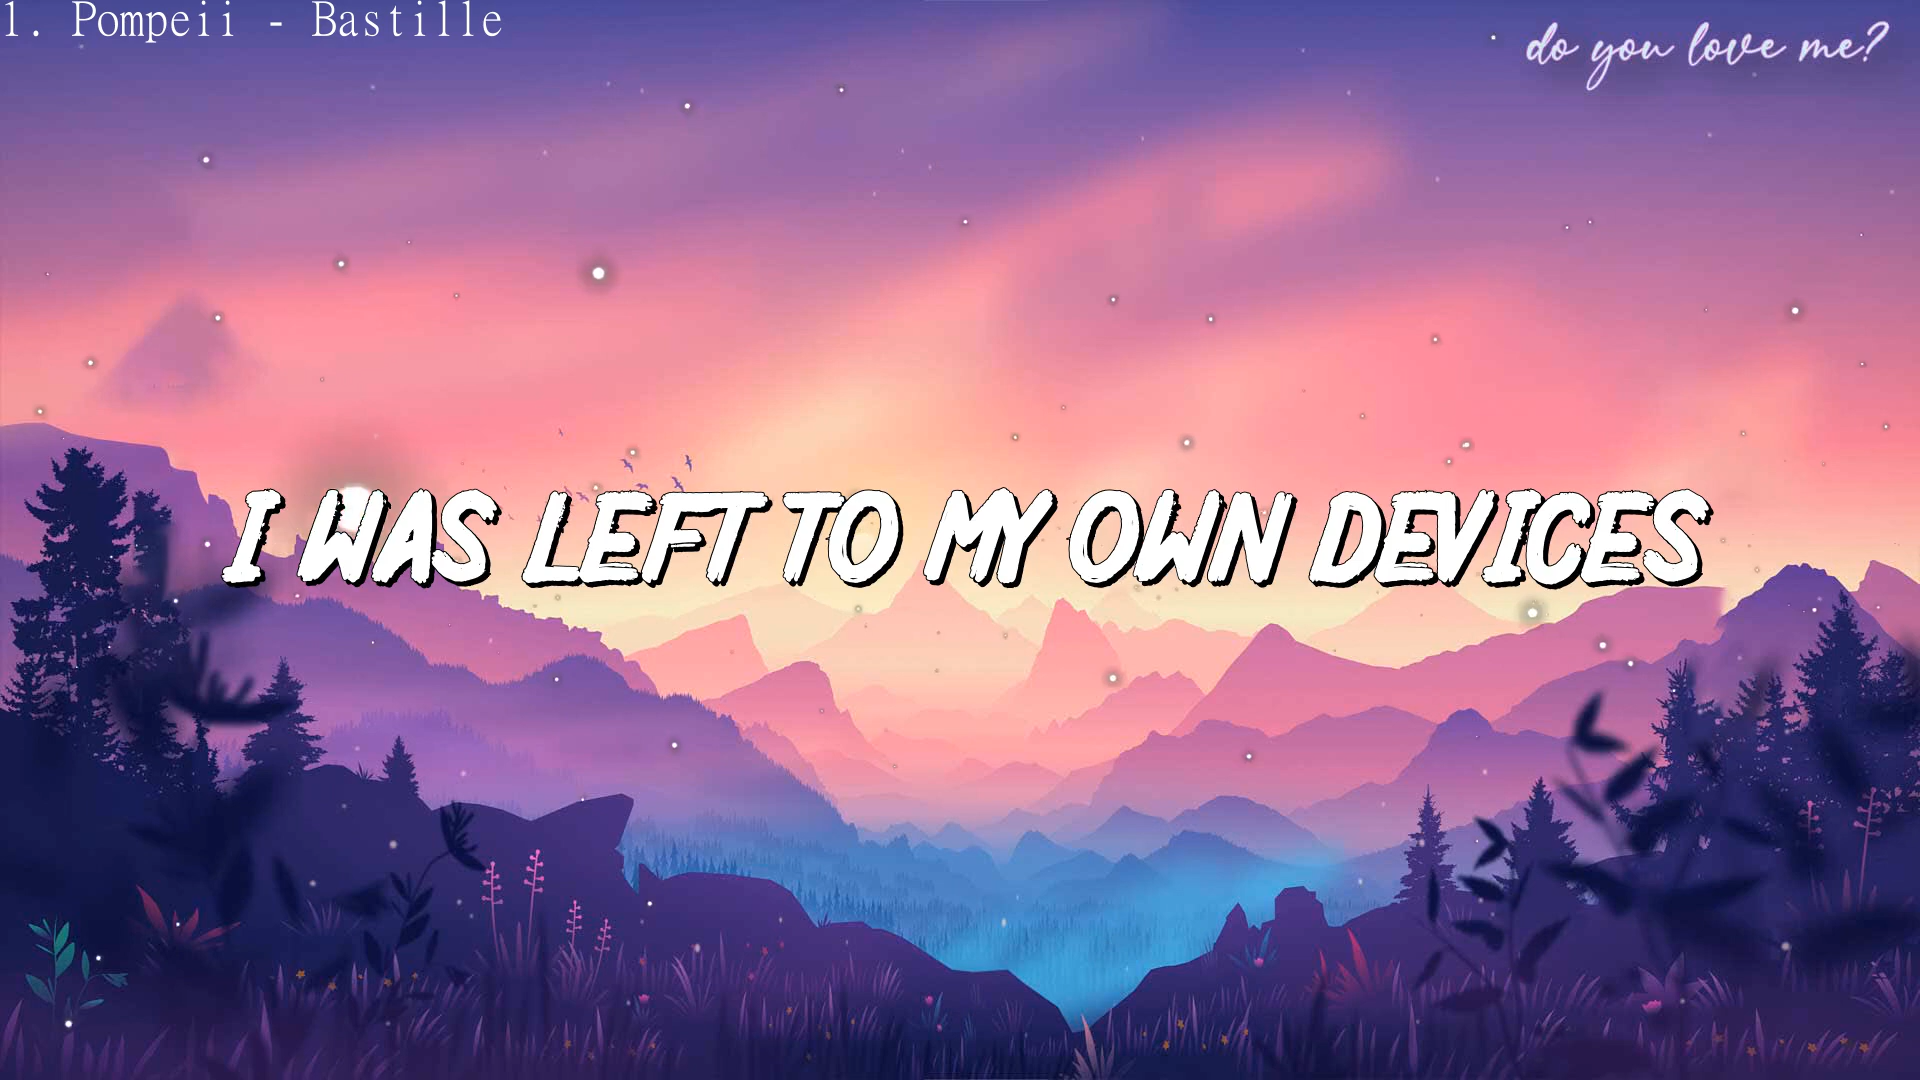 1. Pompeii - Bastille
do you love me?
I WAS LEFT TO MY OWN DEVICES